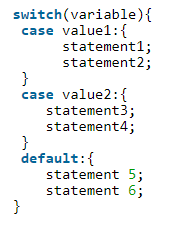 switch(variable){
case value1:{
statement1;
statement2;
}
case value2:{
statement3;
statement4;
}
default:{
statement 5;
statement 6;
}